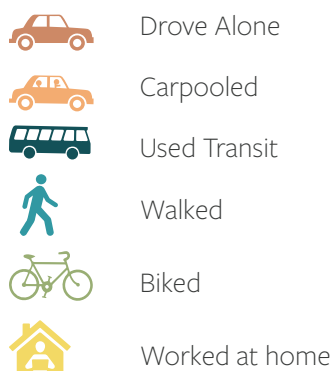 Drove Alone
Carpooled
Used Transit
Walked
Biked
Worked at home